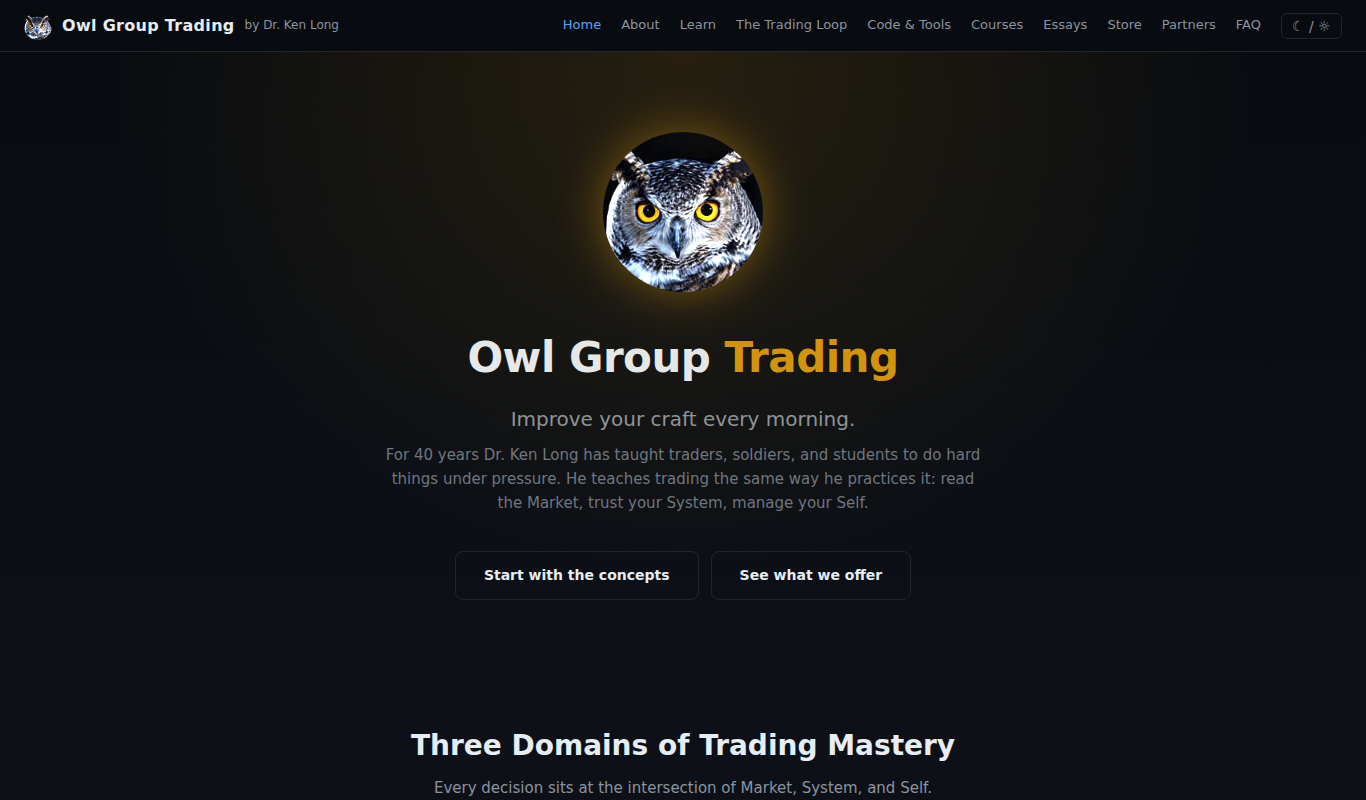 Owl Group Trading by Dr. Ken Long
Home About Learn The Trading Loop Code & Tools Courses Essays Store Partners FAQ ☾ / ☼
Owl Group Trading
Improve your craft every morning.
For 40 years Dr. Ken Long has taught traders, soldiers, and students to do hard
things under pressure. He teaches trading the same way he practices it: read
the Market, trust your System, manage your Self.
Start with the concepts See what we offer
Three Domains of Trading Mastery
Every decision sits at the intersection of Market, System, and Self.